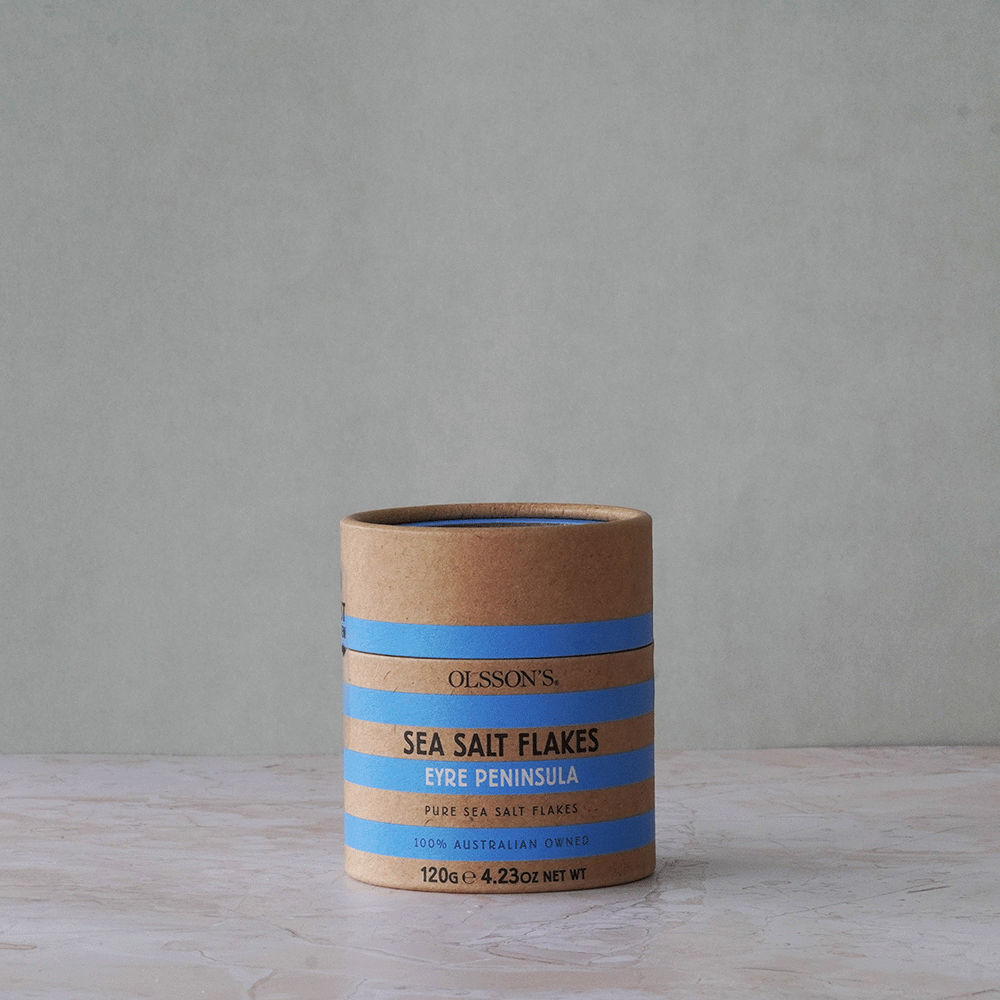 OLSSON'S®
SEA SALT FLAKES
EYRE PENINSULA
PURE SEA SALT FLAKES
100% AUSTRALIAN OWNED
120G ℮ 4.23OZ NET WT